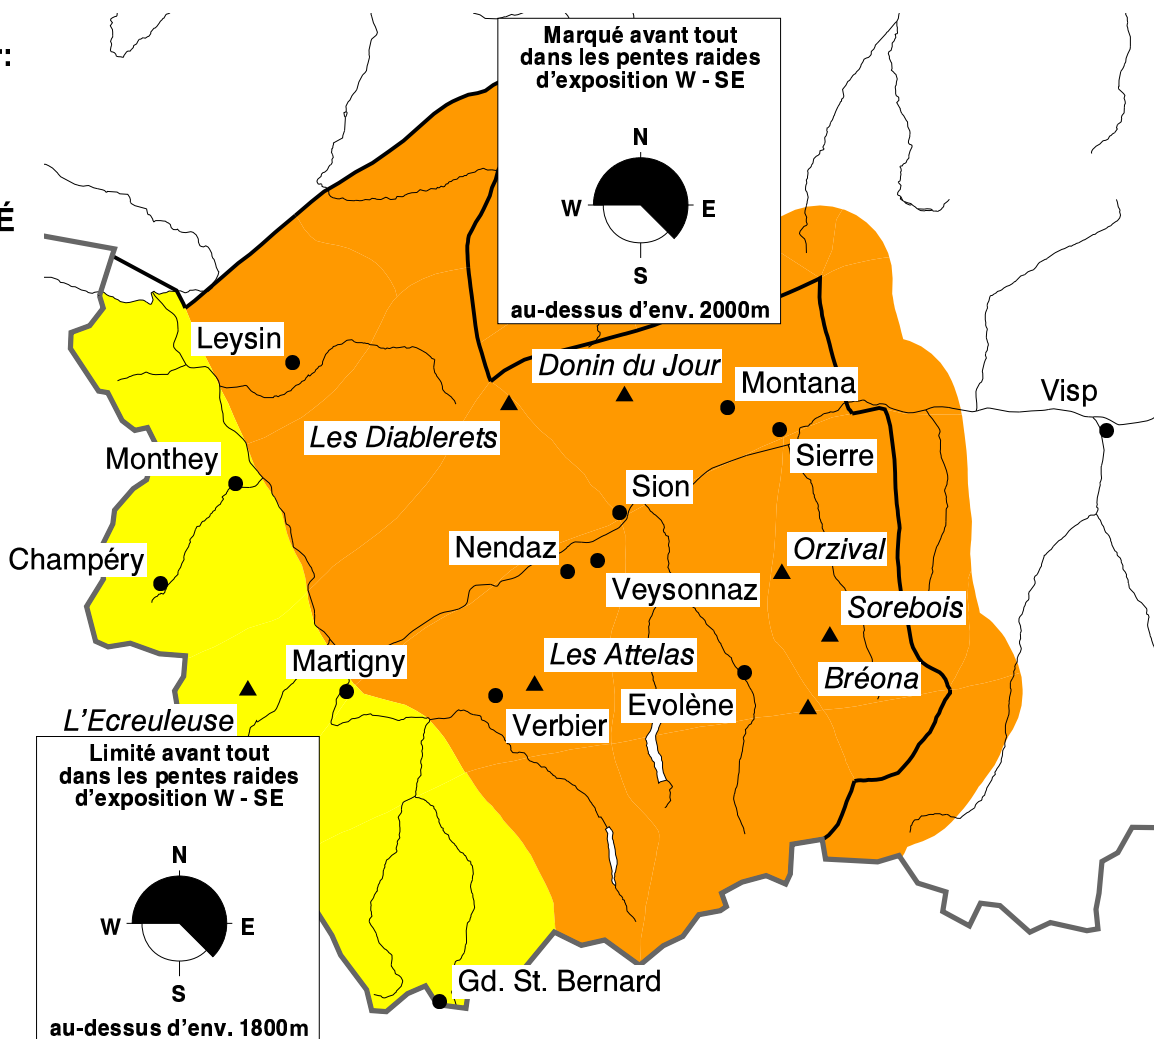 Marqué avant tout
dans les pentes raides
d'exposition W - SE
N
W
E
S
au-dessus d'env. 2000m
:
É
Leysin
Donin du Jour
Montana
Visp
Les Diablerets
Sierre
Monthey
Sion
Nendaz
Orzival
Champéry
Veysonnaz
Sorebois
Les Attelas
Martigny
Bréona
Evolène
L'Ecreuleuse
Verbier
Limité avant tout
dans les pentes raides
d'exposition W - SE
N
W
E
S
Gd. St. Bernard
au-dessus d'env. 1800m